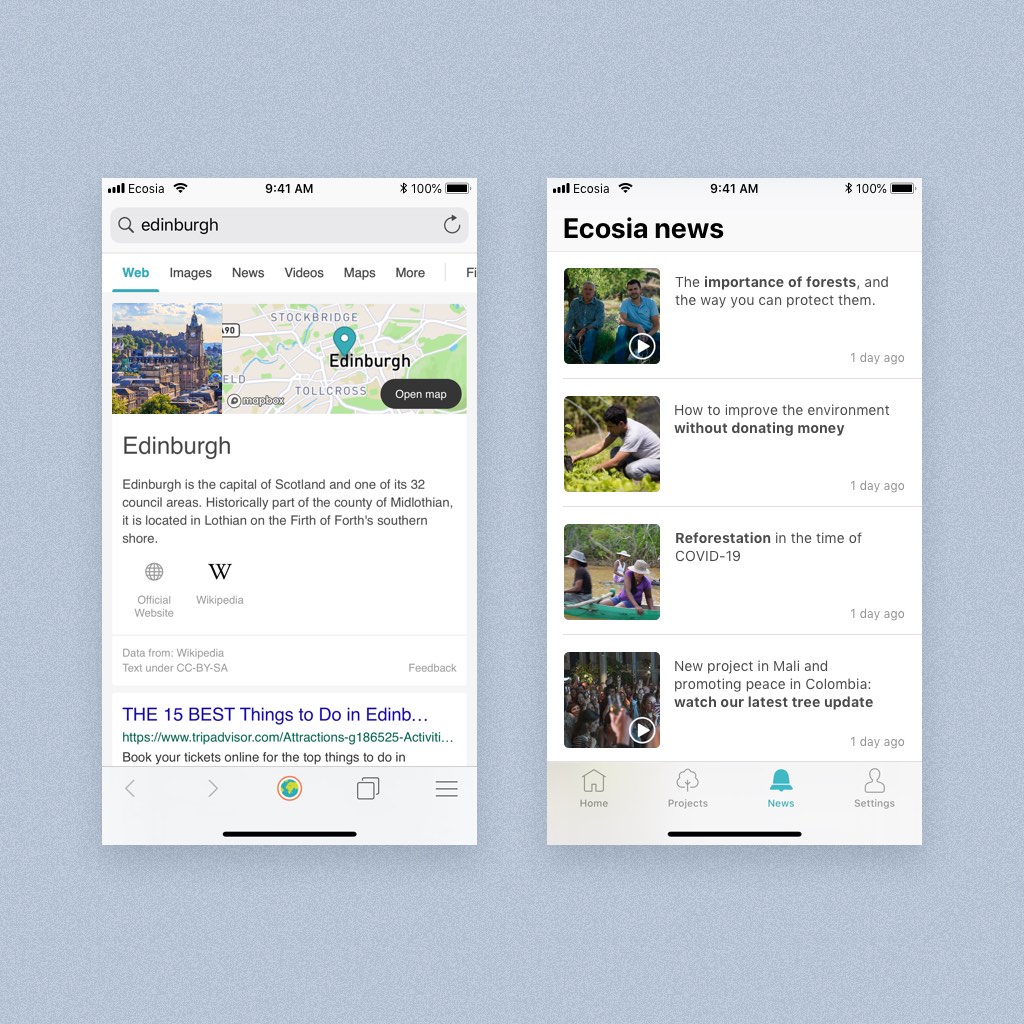 Ecosia 9:41 AM 100%
edinburgh
Web Images News Videos Maps More Fi
A90
STOCKBRIDGE
Edinburgh
ELD
TOLLCROSS
mapbox
Open map
Edinburgh
Edinburgh is the capital of Scotland and one of its 32
council areas. Historically part of the county of Midlothian,
it is located in Lothian on the Firth of Forth's southern
shore.
W
Official
Website
Wikipedia
Data from: Wikipedia
Text under CC-BY-SA
Feedback
THE 15 BEST Things to Do in Edinb…
https://www.tripadvisor.com/Attractions-g186525-Activiti…
Book your tickets online for the top things to do in
Ecosia 9:41 AM 100%
Ecosia news
The importance of forests, and
the way you can protect them.
1 day ago
How to improve the environment
without donating money
1 day ago
Reforestation in the time of
COVID-19
1 day ago
New project in Mali and
promoting peace in Colombia:
watch our latest tree update
1 day ago
Home Projects News Settings